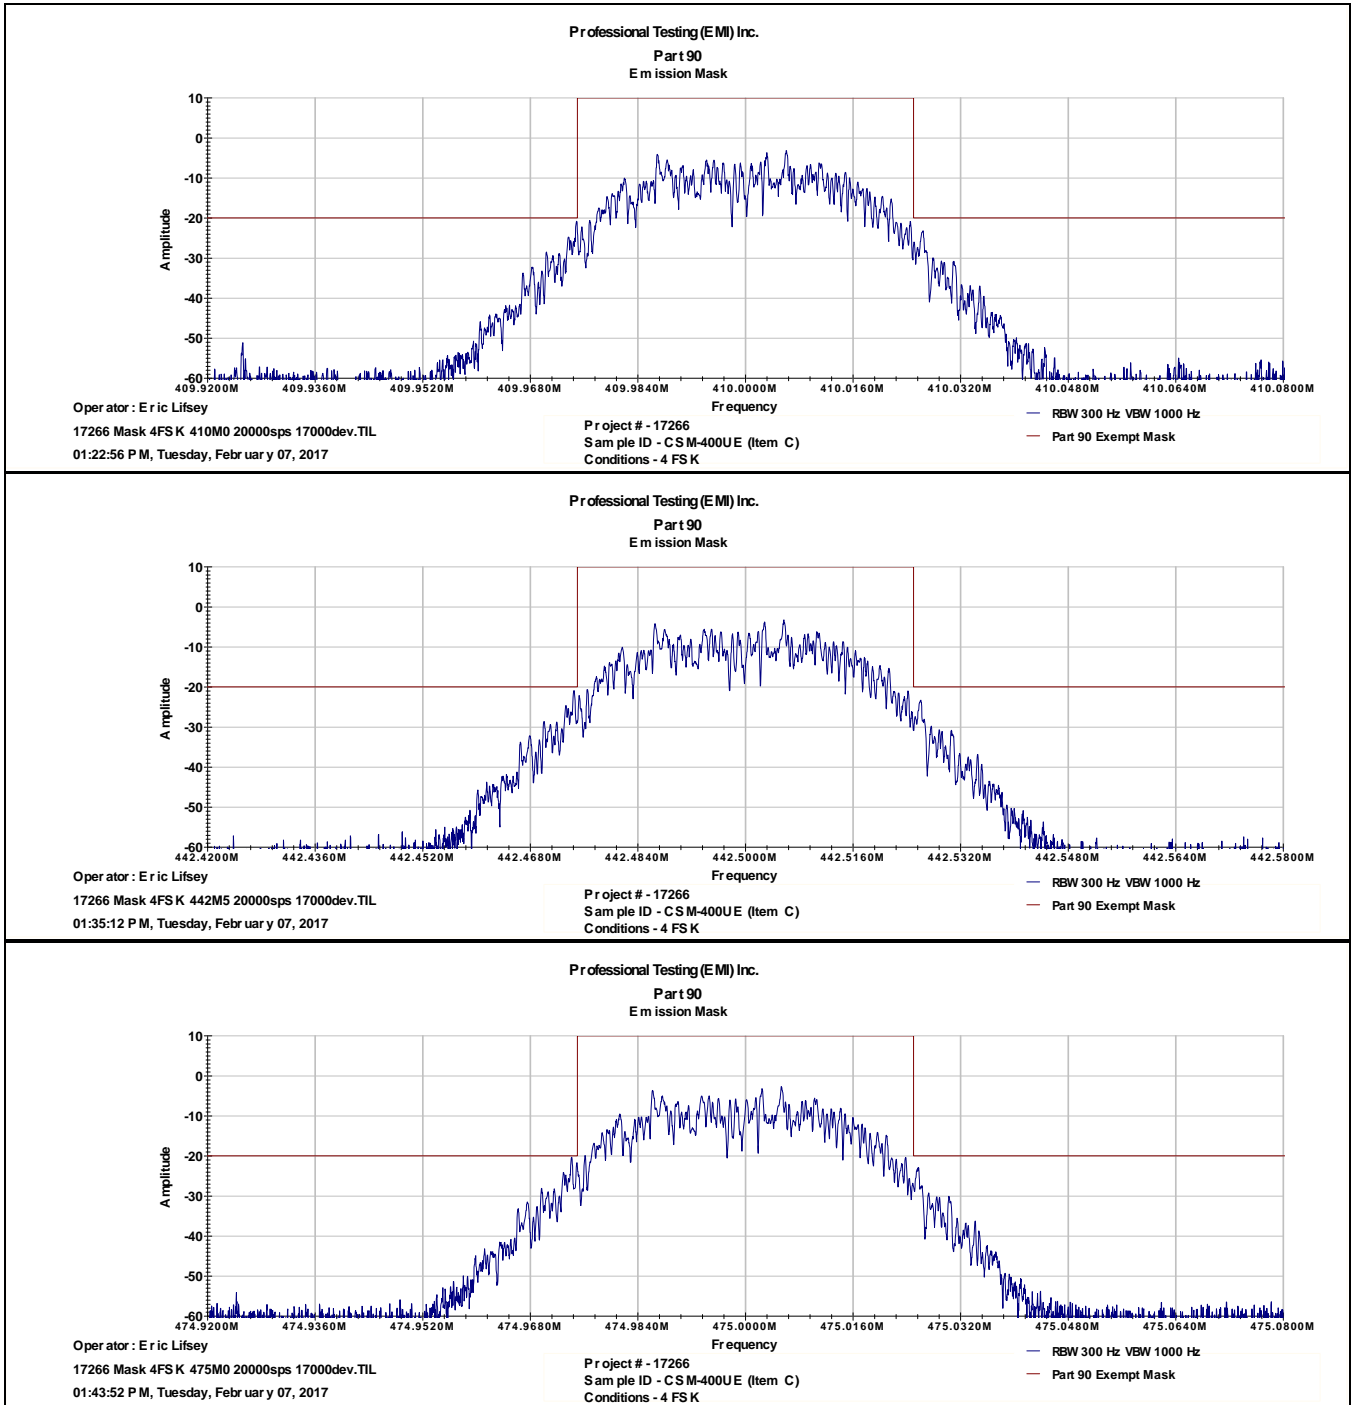 Professional Testing (EMI) Inc.
Part 90
Emission Mask
10
0
-10
-20
-30
-40
-50
-60
Amplitude
409.9200M 409.9360M 409.9520M 409.9680M 409.9840M 410.0000M 410.0160M 410.0320M 410.0480M 410.0640M 410.0800M
Frequency
Operator: Eric Lifsey
17266 Mask 4FSK 410M0 20000sps 17000dev.TIL
01:22:56 PM, Tuesday, February 07, 2017
Project # - 17266
Sample ID - CSM-400UE (Item C)
Conditions - 4 FSK
RBW 300 Hz VBW 1000 Hz
Part 90 Exempt Mask
Professional Testing (EMI) Inc.
Part 90
Emission Mask
10
0
-10
-20
-30
-40
-50
-60
Amplitude
442.4200M 442.4360M 442.4520M 442.4680M 442.4840M 442.5000M 442.5160M 442.5320M 442.5480M 442.5640M 442.5800M
Frequency
Operator: Eric Lifsey
17266 Mask 4FSK 442M5 20000sps 17000dev.TIL
01:35:12 PM, Tuesday, February 07, 2017
Project # - 17266
Sample ID - CSM-400UE (Item C)
Conditions - 4 FSK
RBW 300 Hz VBW 1000 Hz
Part 90 Exempt Mask
Professional Testing (EMI) Inc.
Part 90
Emission Mask
10
0
-10
-20
-30
-40
-50
-60
Amplitude
474.9200M 474.9360M 474.9520M 474.9680M 474.9840M 475.0000M 475.0160M 475.0320M 475.0480M 475.0640M 475.0800M
Frequency
Operator: Eric Lifsey
17266 Mask 4FSK 475M0 20000sps 17000dev.TIL
01:43:52 PM, Tuesday, February 07, 2017
Project # - 17266
Sample ID - CSM-400UE (Item C)
Conditions - 4 FSK
RBW 300 Hz VBW 1000 Hz
Part 90 Exempt Mask